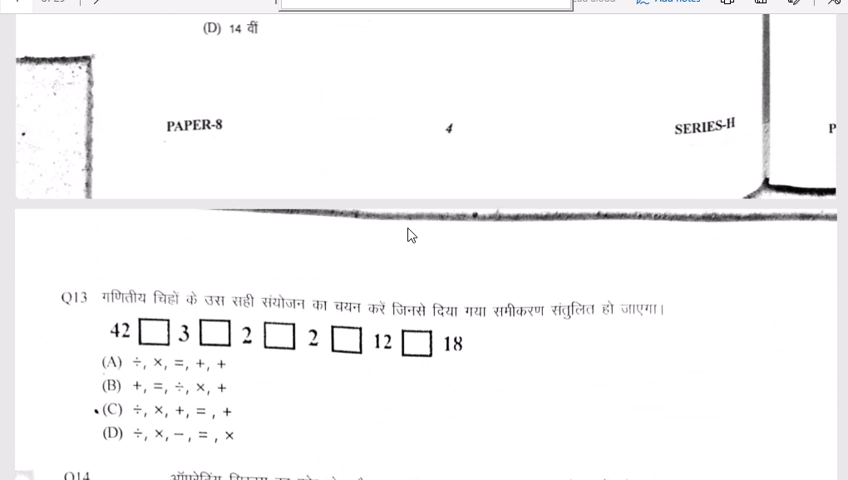 (D) 14 वीं
PAPER-8
4
SERIES-H
P
Q13 गणितीय चिहों के उस सही संयोजन का चयन करें जिनसे दिया गया समीकरण संतुलित हो जाएगा।
42 □ 3 □ 2 □ 2 □ 12 □ 18
(A) ÷, ×, =, +, +
(B) +, =, ÷, ×, +
(C) ÷, ×, +, = , +
(D) ÷, ×, −, = , ×
Q14